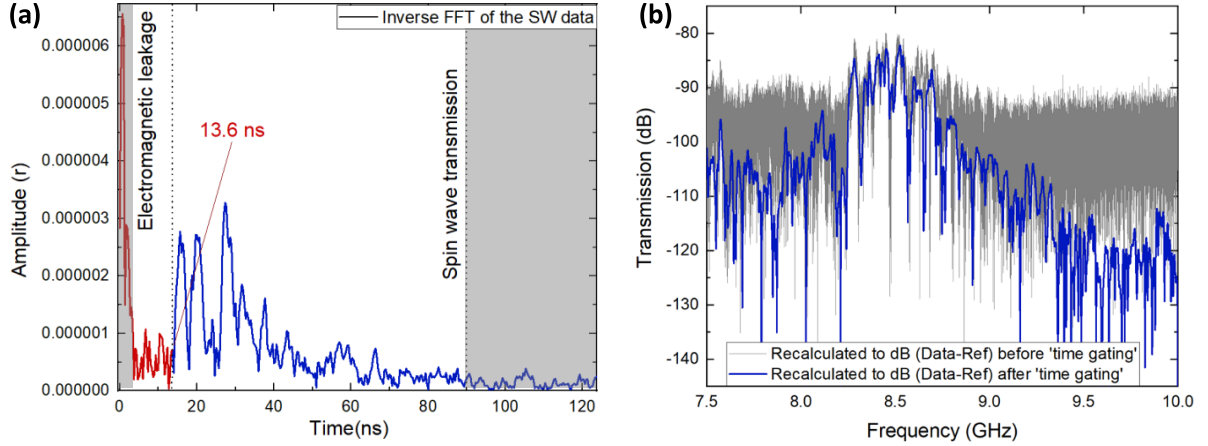 (a)
Inverse FFT of the SW data
0.000006
0.000005
0.000004
0.000003
0.000002
0.000001
0.000000
Amplitude (r)
Electromagnetic leakage
13.6 ns
Spin wave transmission
0 20 40 60 80 100 120
Time(ns)
(b)
-80
-90
-100
-110
-120
-130
-140
Transmission (dB)
Recalculated to dB (Data-Ref) before 'time gating'
Recalculated to dB (Data-Ref) after 'time gating'
7.5 8.0 8.5 9.0 9.5 10.0
Frequency (GHz)